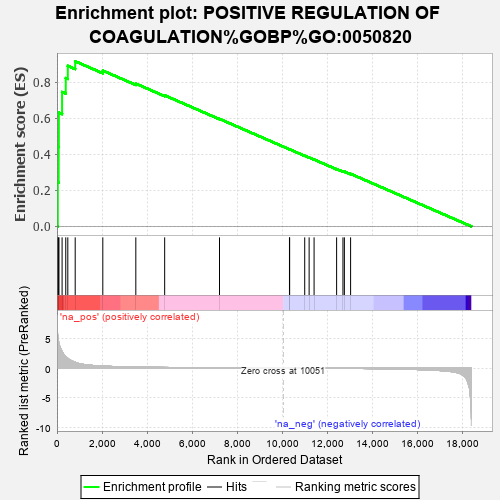 Enrichment plot: POSITIVE REGULATION OF
COAGULATION%GOBP%GO:0050820
Enrichment score (ES)
0.8
0.6
0.4
0.2
0.0
'na_pos' (positively correlated)
Ranked list metric (PreRanked)
5
0
-5
-10
Zero cross at 10051
'na_neg' (negatively correlated)
0 2,000 4,000 6,000 8,000 10,000 12,000 14,000 16,000 18,000
Rank in Ordered Dataset
Enrichment profile Hits Ranking metric scores